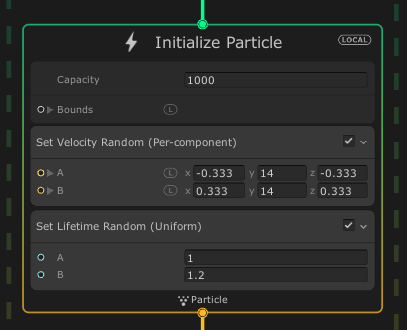 Initialize Particle LOCAL
Capacity 1000
Bounds L
Set Velocity Random (Per-component)
A L x -0.333 y 14 z -0.333
B L x 0.333 y 14 z 0.333
Set Lifetime Random (Uniform)
A 1
B 1.2
Particle